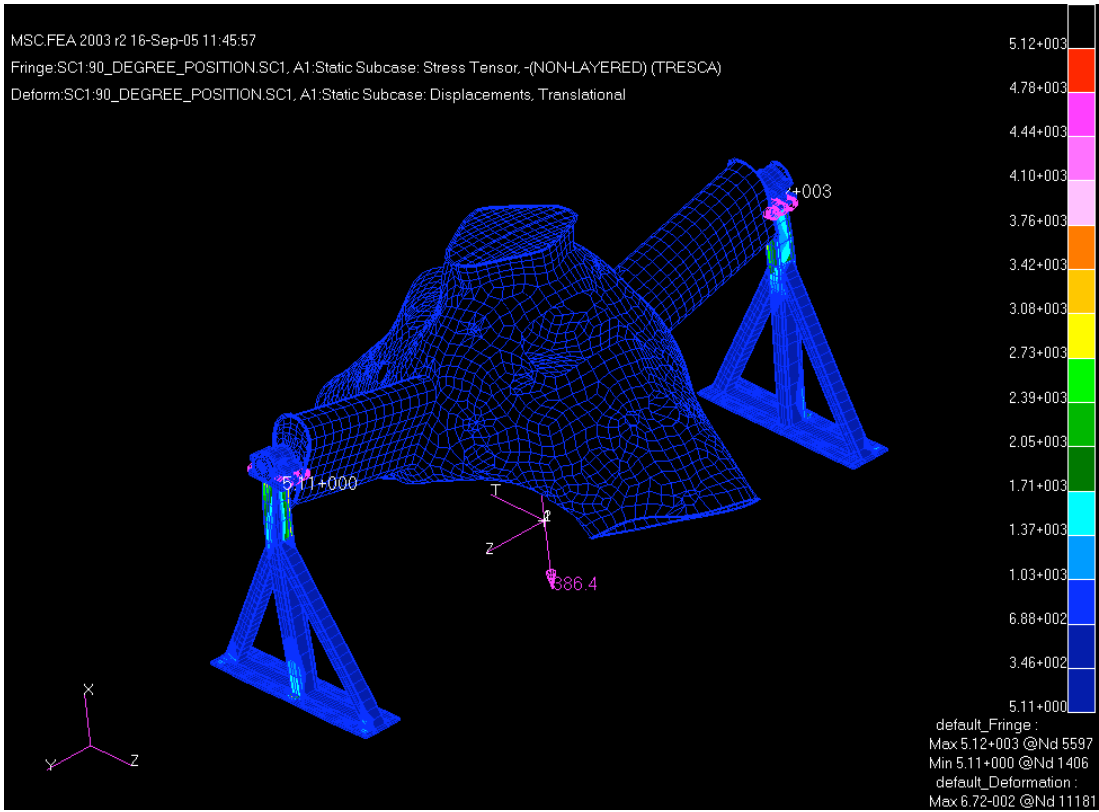 MSC.FEA 2003 r2 16-Sep-05 11:45:57
Fringe:SC1:90_DEGREE_POSITION.SC1, A1:Static Subcase: Stress Tensor, -(NON-LAYERED) (TRESCA)
Deform:SC1:90_DEGREE_POSITION.SC1, A1:Static Subcase: Displacements, Translational
5.12+003
4.78+003
4.44+003
4.10+003
3.76+003
3.42+003
3.08+003
2.73+003
2.39+003
2.05+003
1.71+003
1.37+003
1.03+003
6.88+002
3.46+002
5.11+000
+003
5.11+000
T
Z
386.4
X
Y
Z
default_Fringe :
Max 5.12+003 @Nd 5597
Min 5.11+000 @Nd 1406
default_Deformation :
Max 6.72-002 @Nd 11181